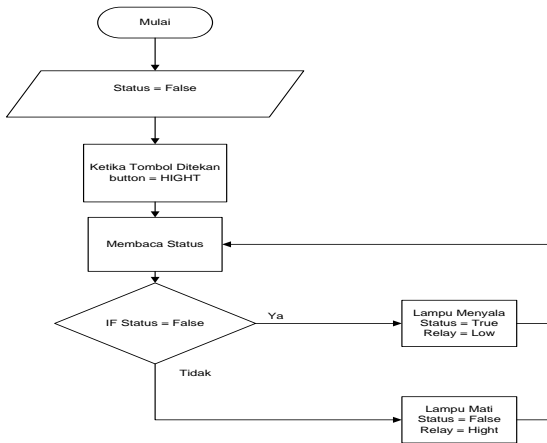 Mulai
Status = False
Ketika Tombol Ditekan
button = HIGHT
Membaca Status
IF Status = False
Ya
Lampu Menyala
Status = True
Relay = Low
Tidak
Lampu Mati
Status = False
Relay = Hight